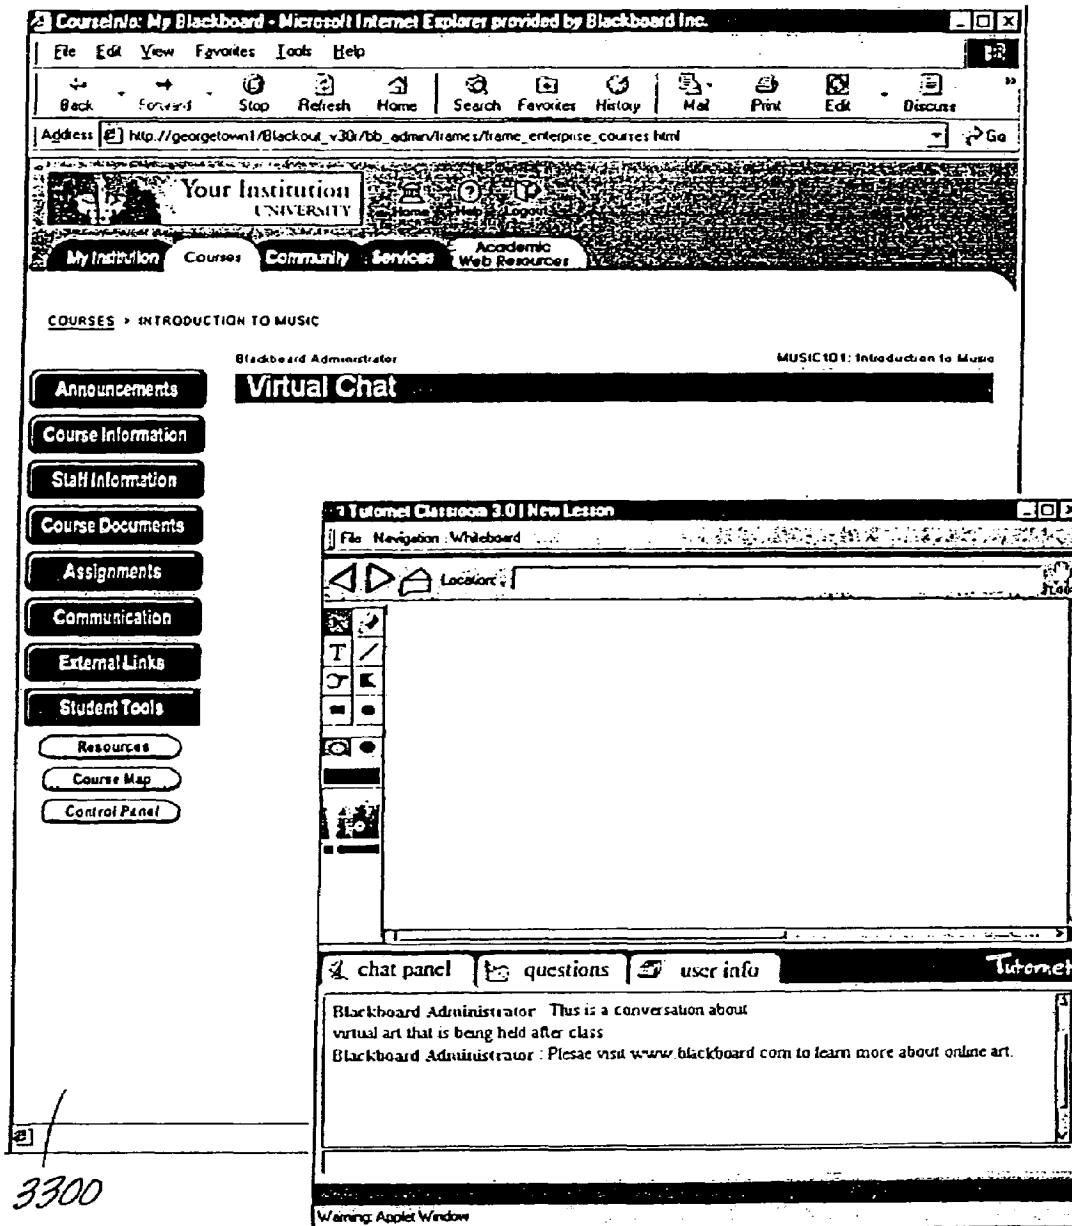 CourseInfo: My Blackboard - Microsoft Internet Explorer provided by Blackboard Inc.
File Edit View Favorites Tools Help
Back Forward Stop Refresh Home Search Favorites History Mail Print Edit Discuss
Address http://georgetown1/Blackout_v30r/bb_admin/frames/frame_enterprise_courses html Go
Your Institution
UNIVERSITY
Home Help Logout
My Institution Courses Community Services Academic
Web Resources
COURSES > INTRODUCTION TO MUSIC
Blackboard Administrator MUSIC101: Introduction to Music
Virtual Chat
Announcements
Course Information
Staff Information
Course Documents
Assignments
Communication
External Links
Student Tools
Resources
Course Map
Control Panel
Tutornet Classroom 3.0 | New Lesson
File Navigation Whiteboard
Location:
T
chat panel questions user info Tutornet
Blackboard Administrator : This is a conversation about
virtual art that is being held after class
Blackboard Administrator : Plesae visit www.blackboard com to learn more about online art.
Warning: Applet Window
3300